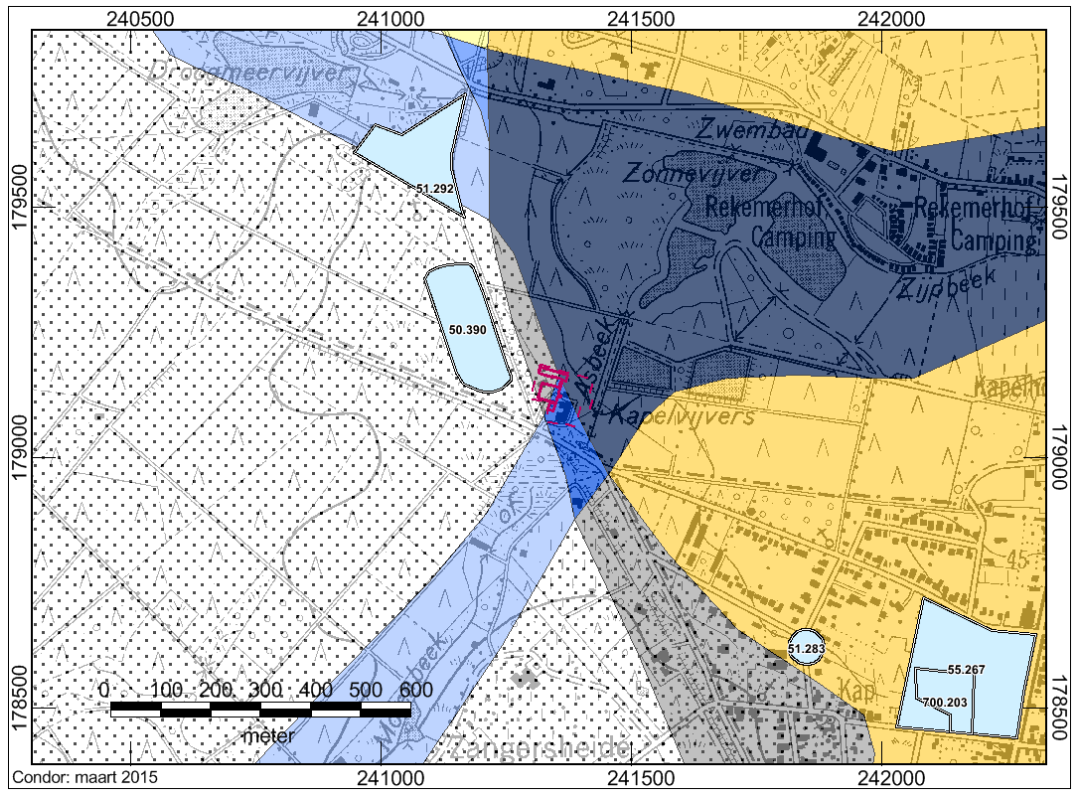 240500 241000 241500 242000
Droogmeervijver
Zwembad
179500
Zonnevijver
179500
51.292
Rekemerhof
Camping
Rekemerhof
Camping
Zijpbeek
50.390
Asbeek
Kapelvijvers
179000
179000
45
51.283
55.267
700.203
Kap
178500
178500
0 100 200 300 400 500 600
meter
Zangersheide
Condor: maart 2015
241000 241500 242000